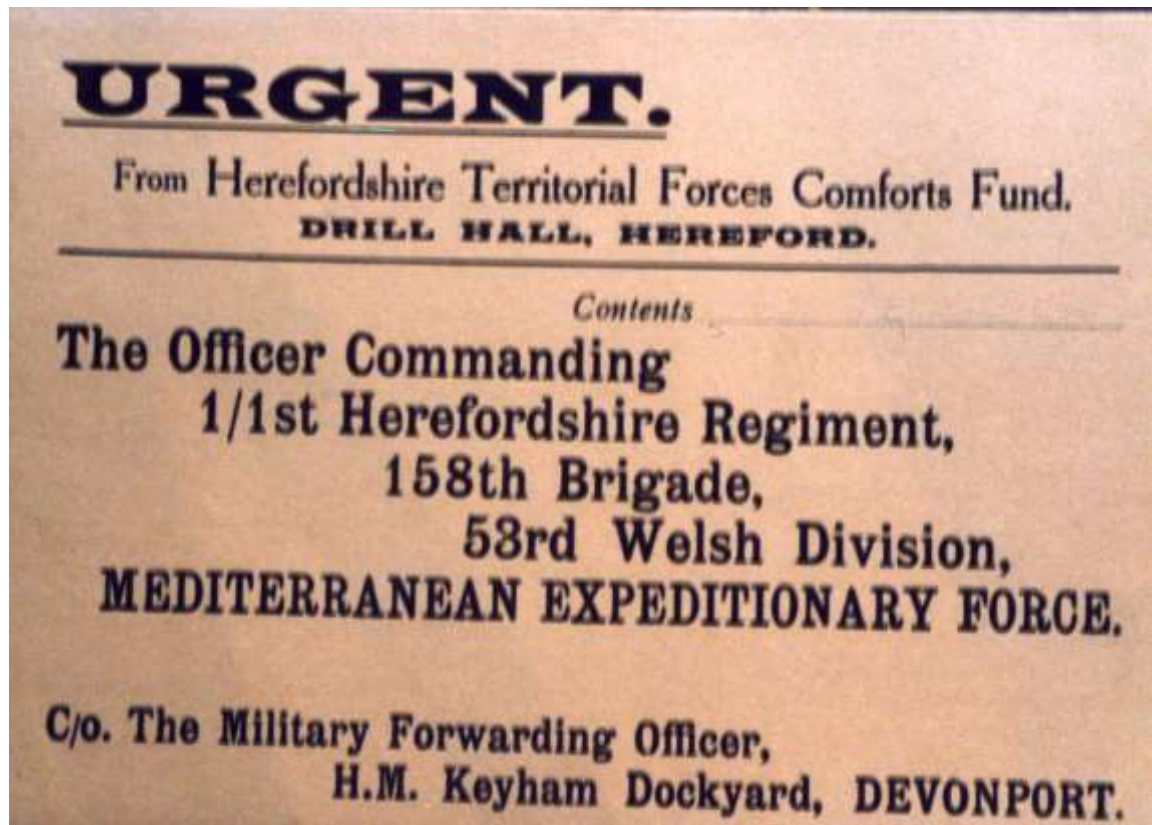 URGENT.
From Herefordshire Territorial Forces Comforts Fund.
DRILL HALL, HEREFORD.
Contents
The Officer Commanding
1/1st Herefordshire Regiment,
158th Brigade,
53rd Welsh Division,
MEDITERRANEAN EXPEDITIONARY FORCE.
C/o. The Military Forwarding Officer,
H.M. Keyham Dockyard, DEVONPORT.